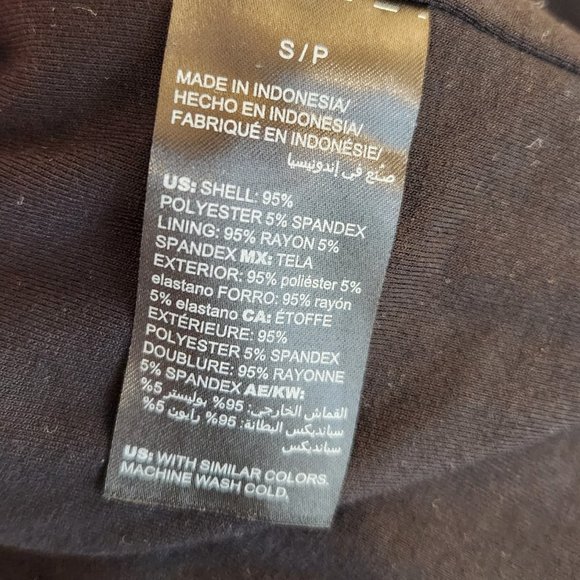 S / P
MADE IN INDONESIA/
HECHO EN INDONESIA/
FABRIQUÉ EN INDONÉSIE/
صُنع في إندونيسيا
US: SHELL: 95%
POLYESTER 5% SPANDEX
LINING: 95% RAYON 5%
SPANDEX MX: TELA
EXTERIOR: 95% poliéster 5%
elastano FORRO: 95% rayón
5% elastano CA: ÉTOFFE
EXTÉRIEURE: 95%
POLYESTER 5% SPANDEX
DOUBLURE: 95% RAYONNE
5% SPANDEX AE/KW:
القماش الخارجي: 95% بوليستر 5%
سبانديكس البطانة: 95% رايون 5%
سبانديكس
US: WITH SIMILAR COLORS.
MACHINE WASH COLD.